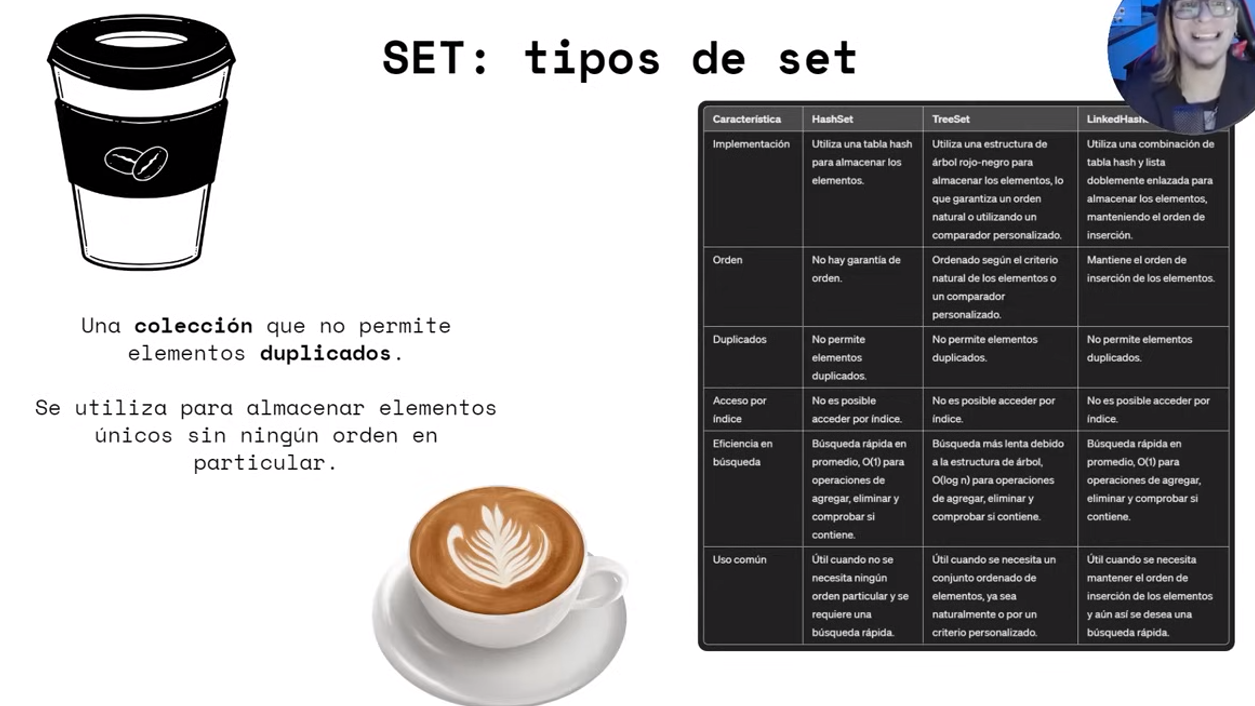 SET: tipos de set
Una colección que no permite
elementos duplicados.
Se utiliza para almacenar elementos
únicos sin ningún orden en
particular.
Característica HashSet TreeSet
Implementación
Utiliza una tabla hash
para almacenar los
elementos.
Utiliza una estructura de
árbol rojo-negro para
almacenar los elementos, lo
que garantiza un orden
natural o utilizando un
comparador personalizado.
Utiliza una combinación de
tabla hash y lista
doblemente enlazada para
almacenar los elementos,
manteniendo el orden de
inserción.
Orden
No hay garantía de
orden.
Ordenado según el criterio
natural de los elementos o
un comparador
personalizado.
Mantiene el orden de
inserción de los elementos.
Duplicados
No permite
elementos
duplicados.
No permite elementos
duplicados.
No permite elementos
duplicados.
Acceso por
índice
No es posible
acceder por índice.
No es posible acceder por
índice.
No es posible acceder por
índice.
Eficiencia en
búsqueda
Búsqueda rápida en
promedio, O(1) para
operaciones de
agregar, eliminar y
comprobar si
contiene.
Búsqueda más lenta debido
a la estructura de árbol,
O(log n) para operaciones
de agregar, eliminar y
comprobar si contiene.
Búsqueda rápida en
promedio, O(1) para
operaciones de agregar,
eliminar y comprobar si
contiene.
Uso común
Útil cuando no se
necesita ningún
orden particular y se
requiere una
búsqueda rápida.
Útil cuando se necesita un
conjunto ordenado de
elementos, ya sea
naturalmente o por un
criterio personalizado.
Útil cuando se necesita
mantener el orden de
inserción de los elementos
y aún así se desea una
búsqueda rápida.